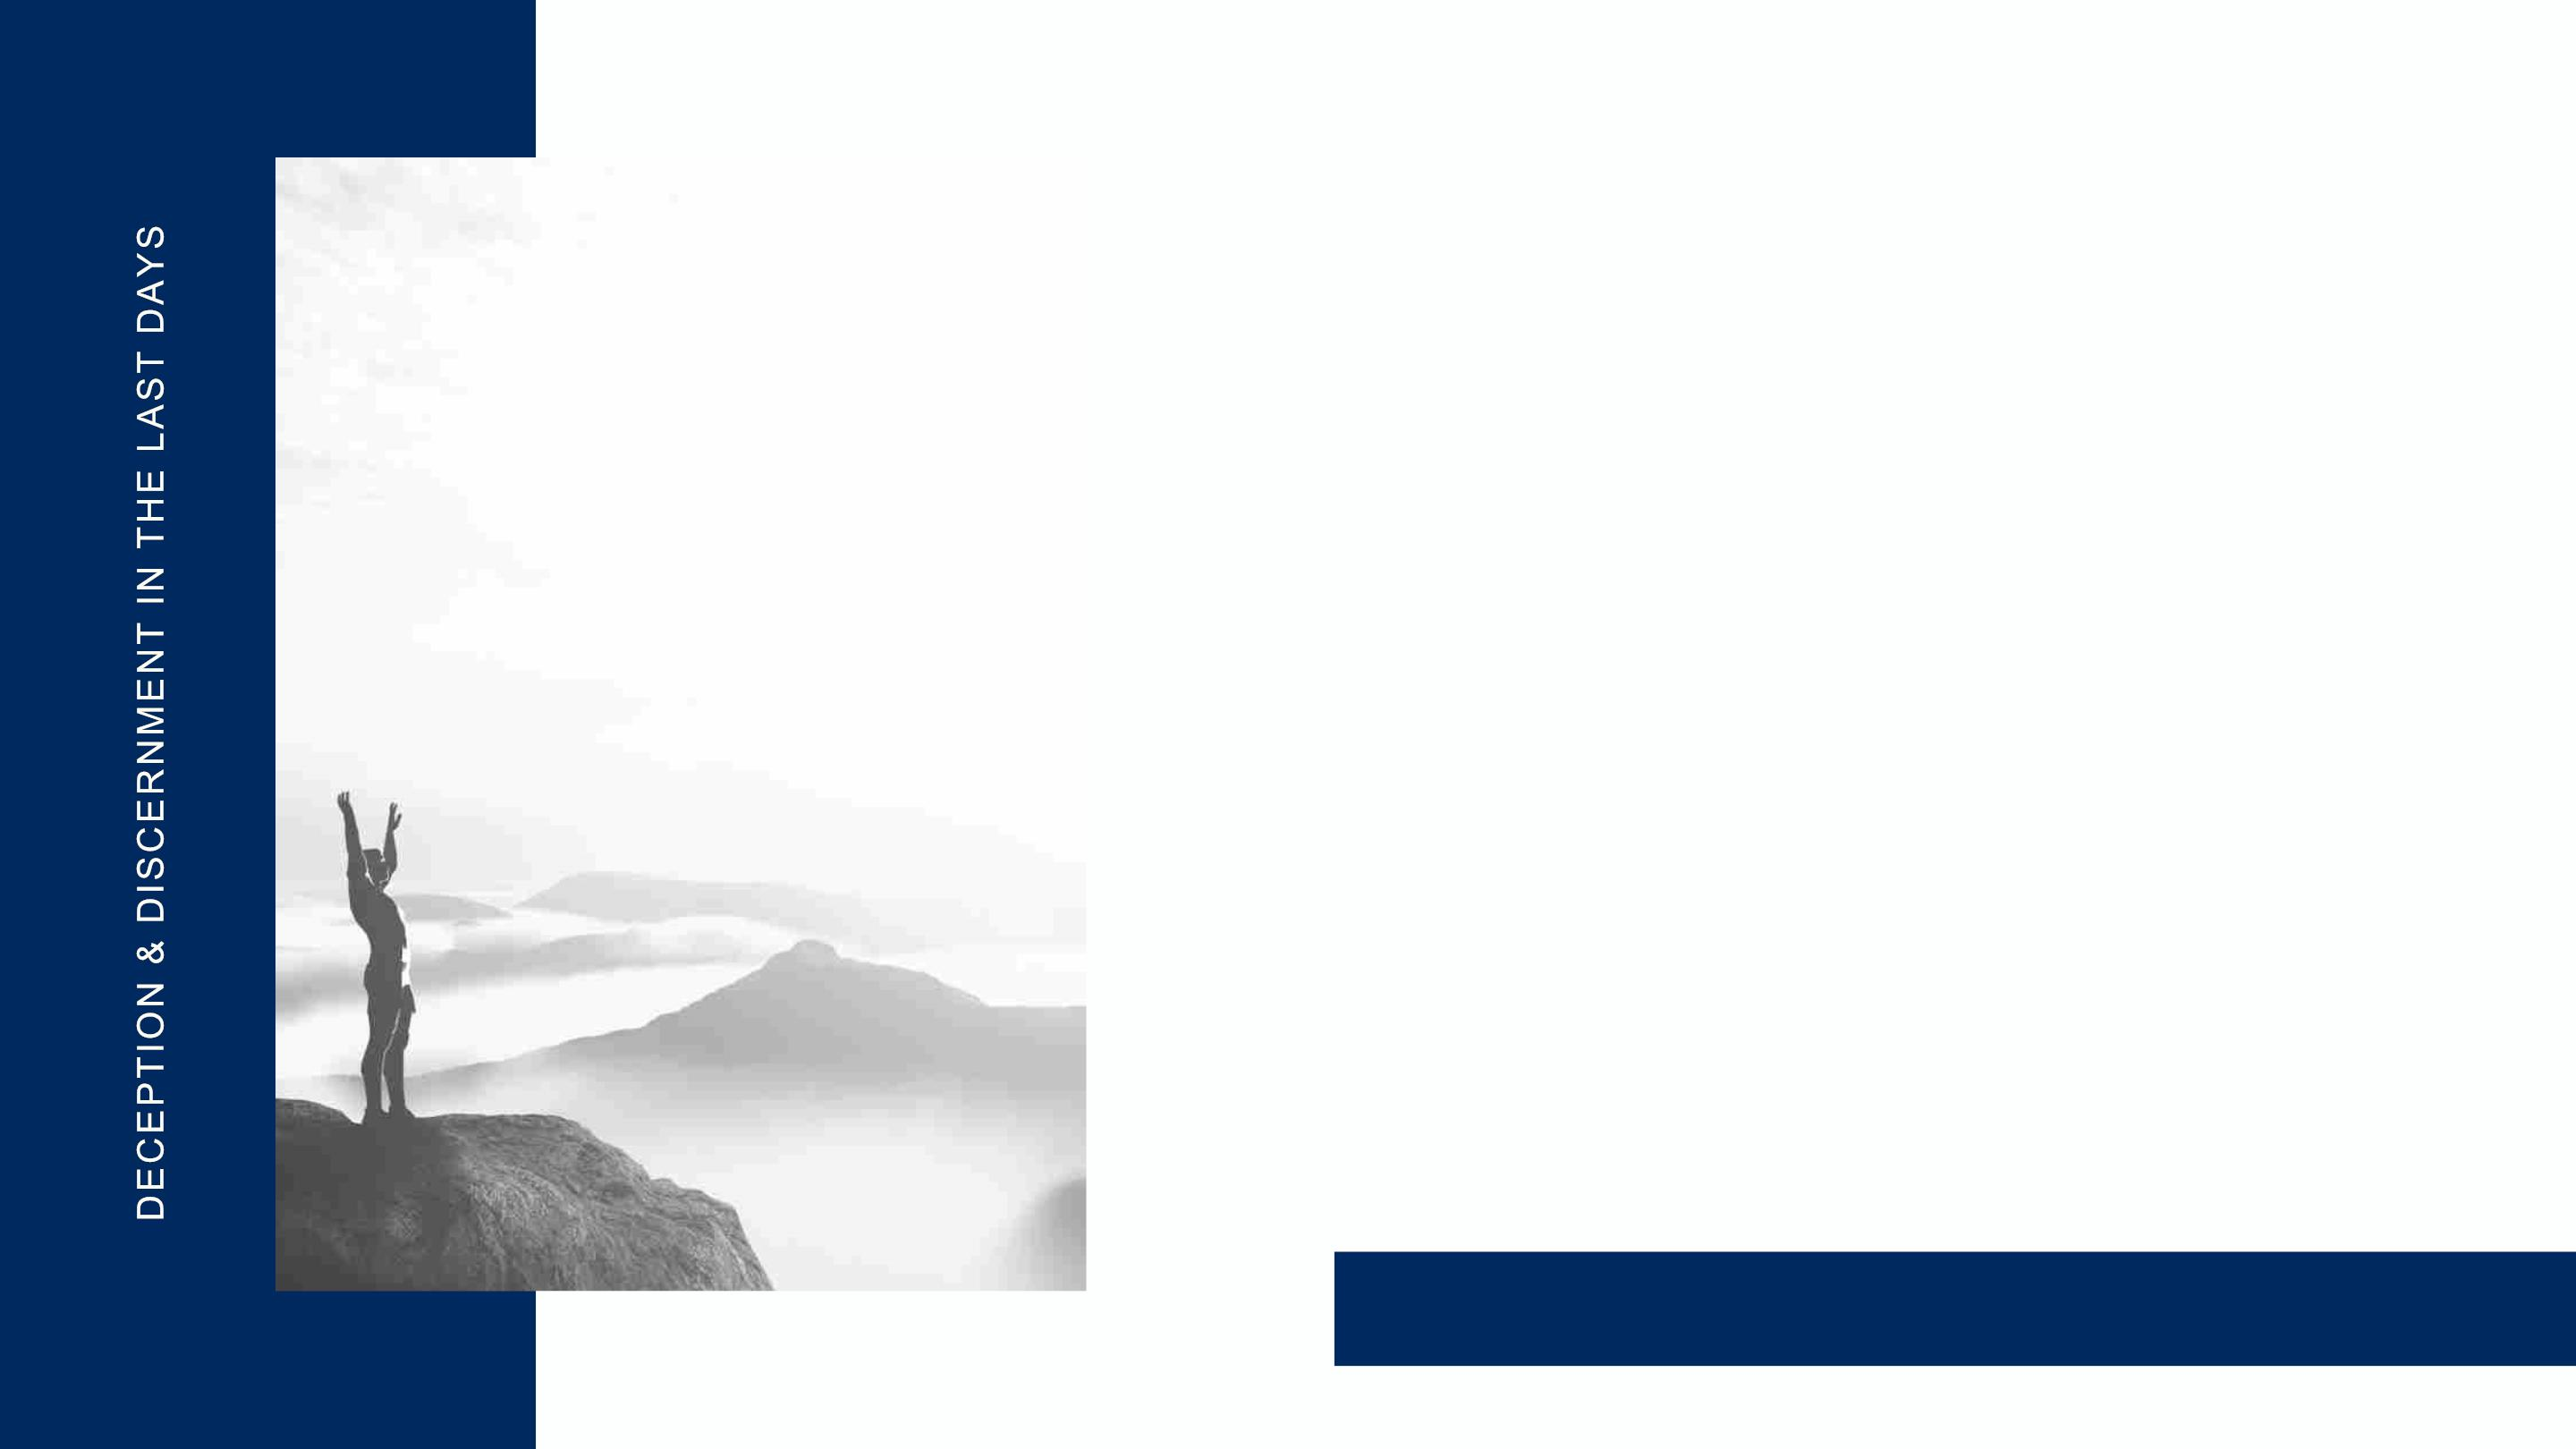 DECEPTION & DISCERNMENT IN THE LAST DAYS